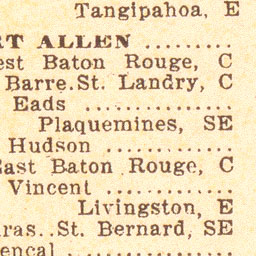 Tangipahoa, E
RT ALLEN ..........
est Baton Rouge, C
Barre. St. Landry, C
Eads ................
Plaquemines, SE
Hudson ..............
East Baton Rouge, C
Vincent .............
Livingston, E
ras..St. Bernard, SE
encal ................